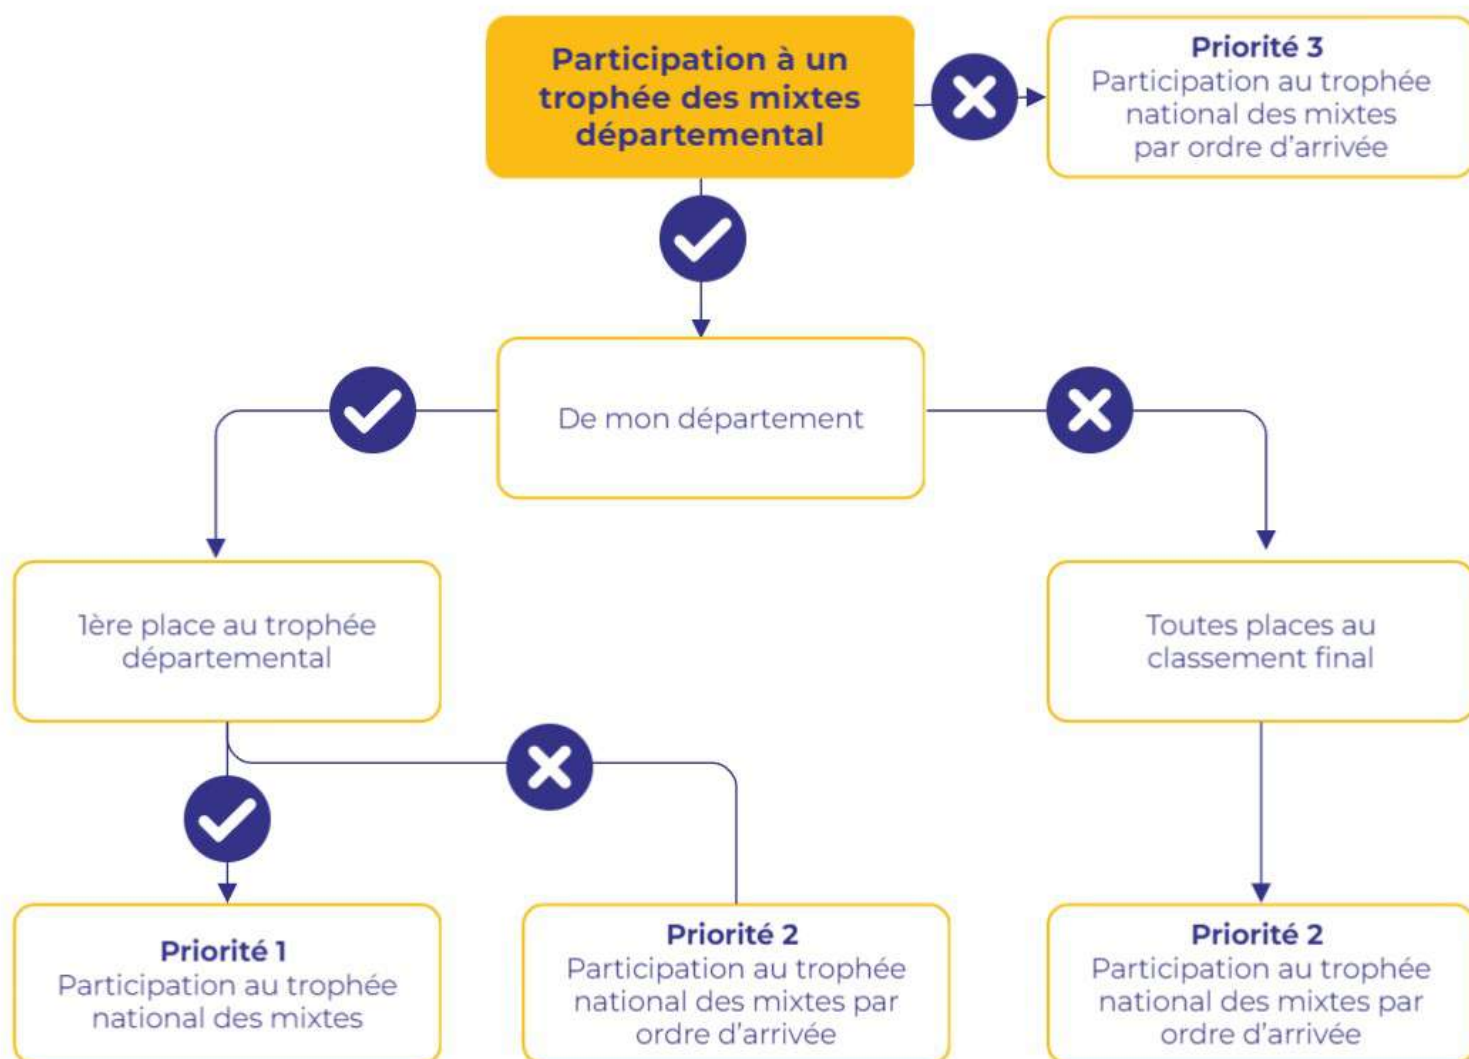 Participation à un
trophée des mixtes
départemental
Priorité 3
Participation au trophée
national des mixtes
par ordre d'arrivée
De mon département
1ère place au trophée
départemental
Toutes places au
classement final
Priorité 1
Participation au trophée
national des mixtes
Priorité 2
Participation au trophée
national des mixtes par
ordre d'arrivée
Priorité 2
Participation au trophée
national des mixtes par
ordre d'arrivée